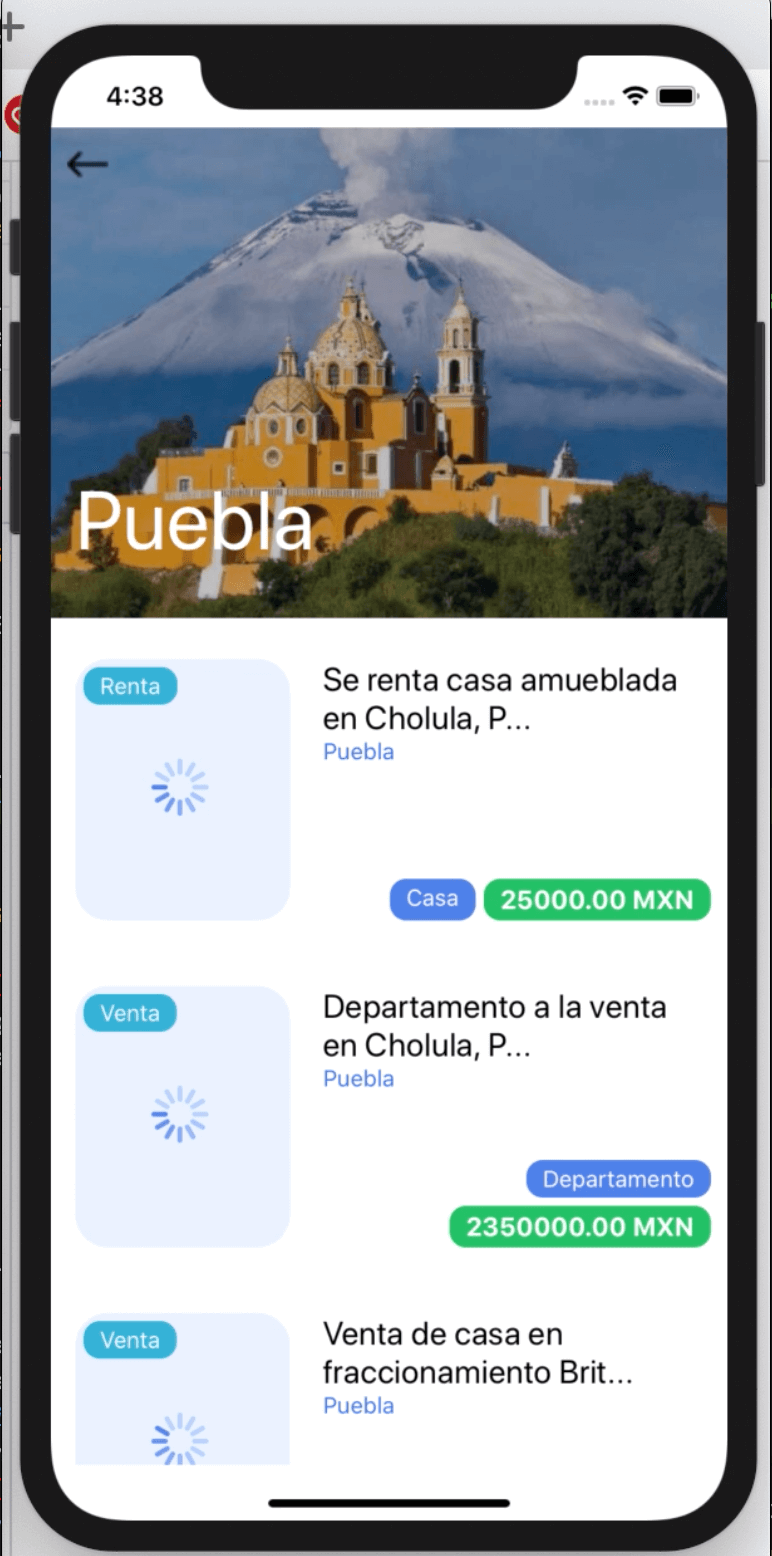 4:38
Puebla
Renta
Se renta casa amueblada
en Cholula, P...
Puebla
Casa
25000.00 MXN
Venta
Departamento a la venta
en Cholula, P...
Puebla
Departamento
2350000.00 MXN
Venta
Venta de casa en
fraccionamiento Brit...
Puebla